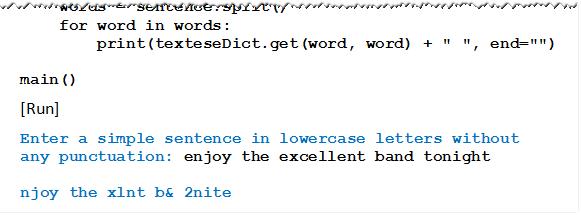 words = sentence.split()
for word in words:
print(texteseDict.get(word, word) + " ", end="")
main()
[Run]
Enter a simple sentence in lowercase letters without
any punctuation: enjoy the excellent band tonight
njoy the xlnt b& 2nite